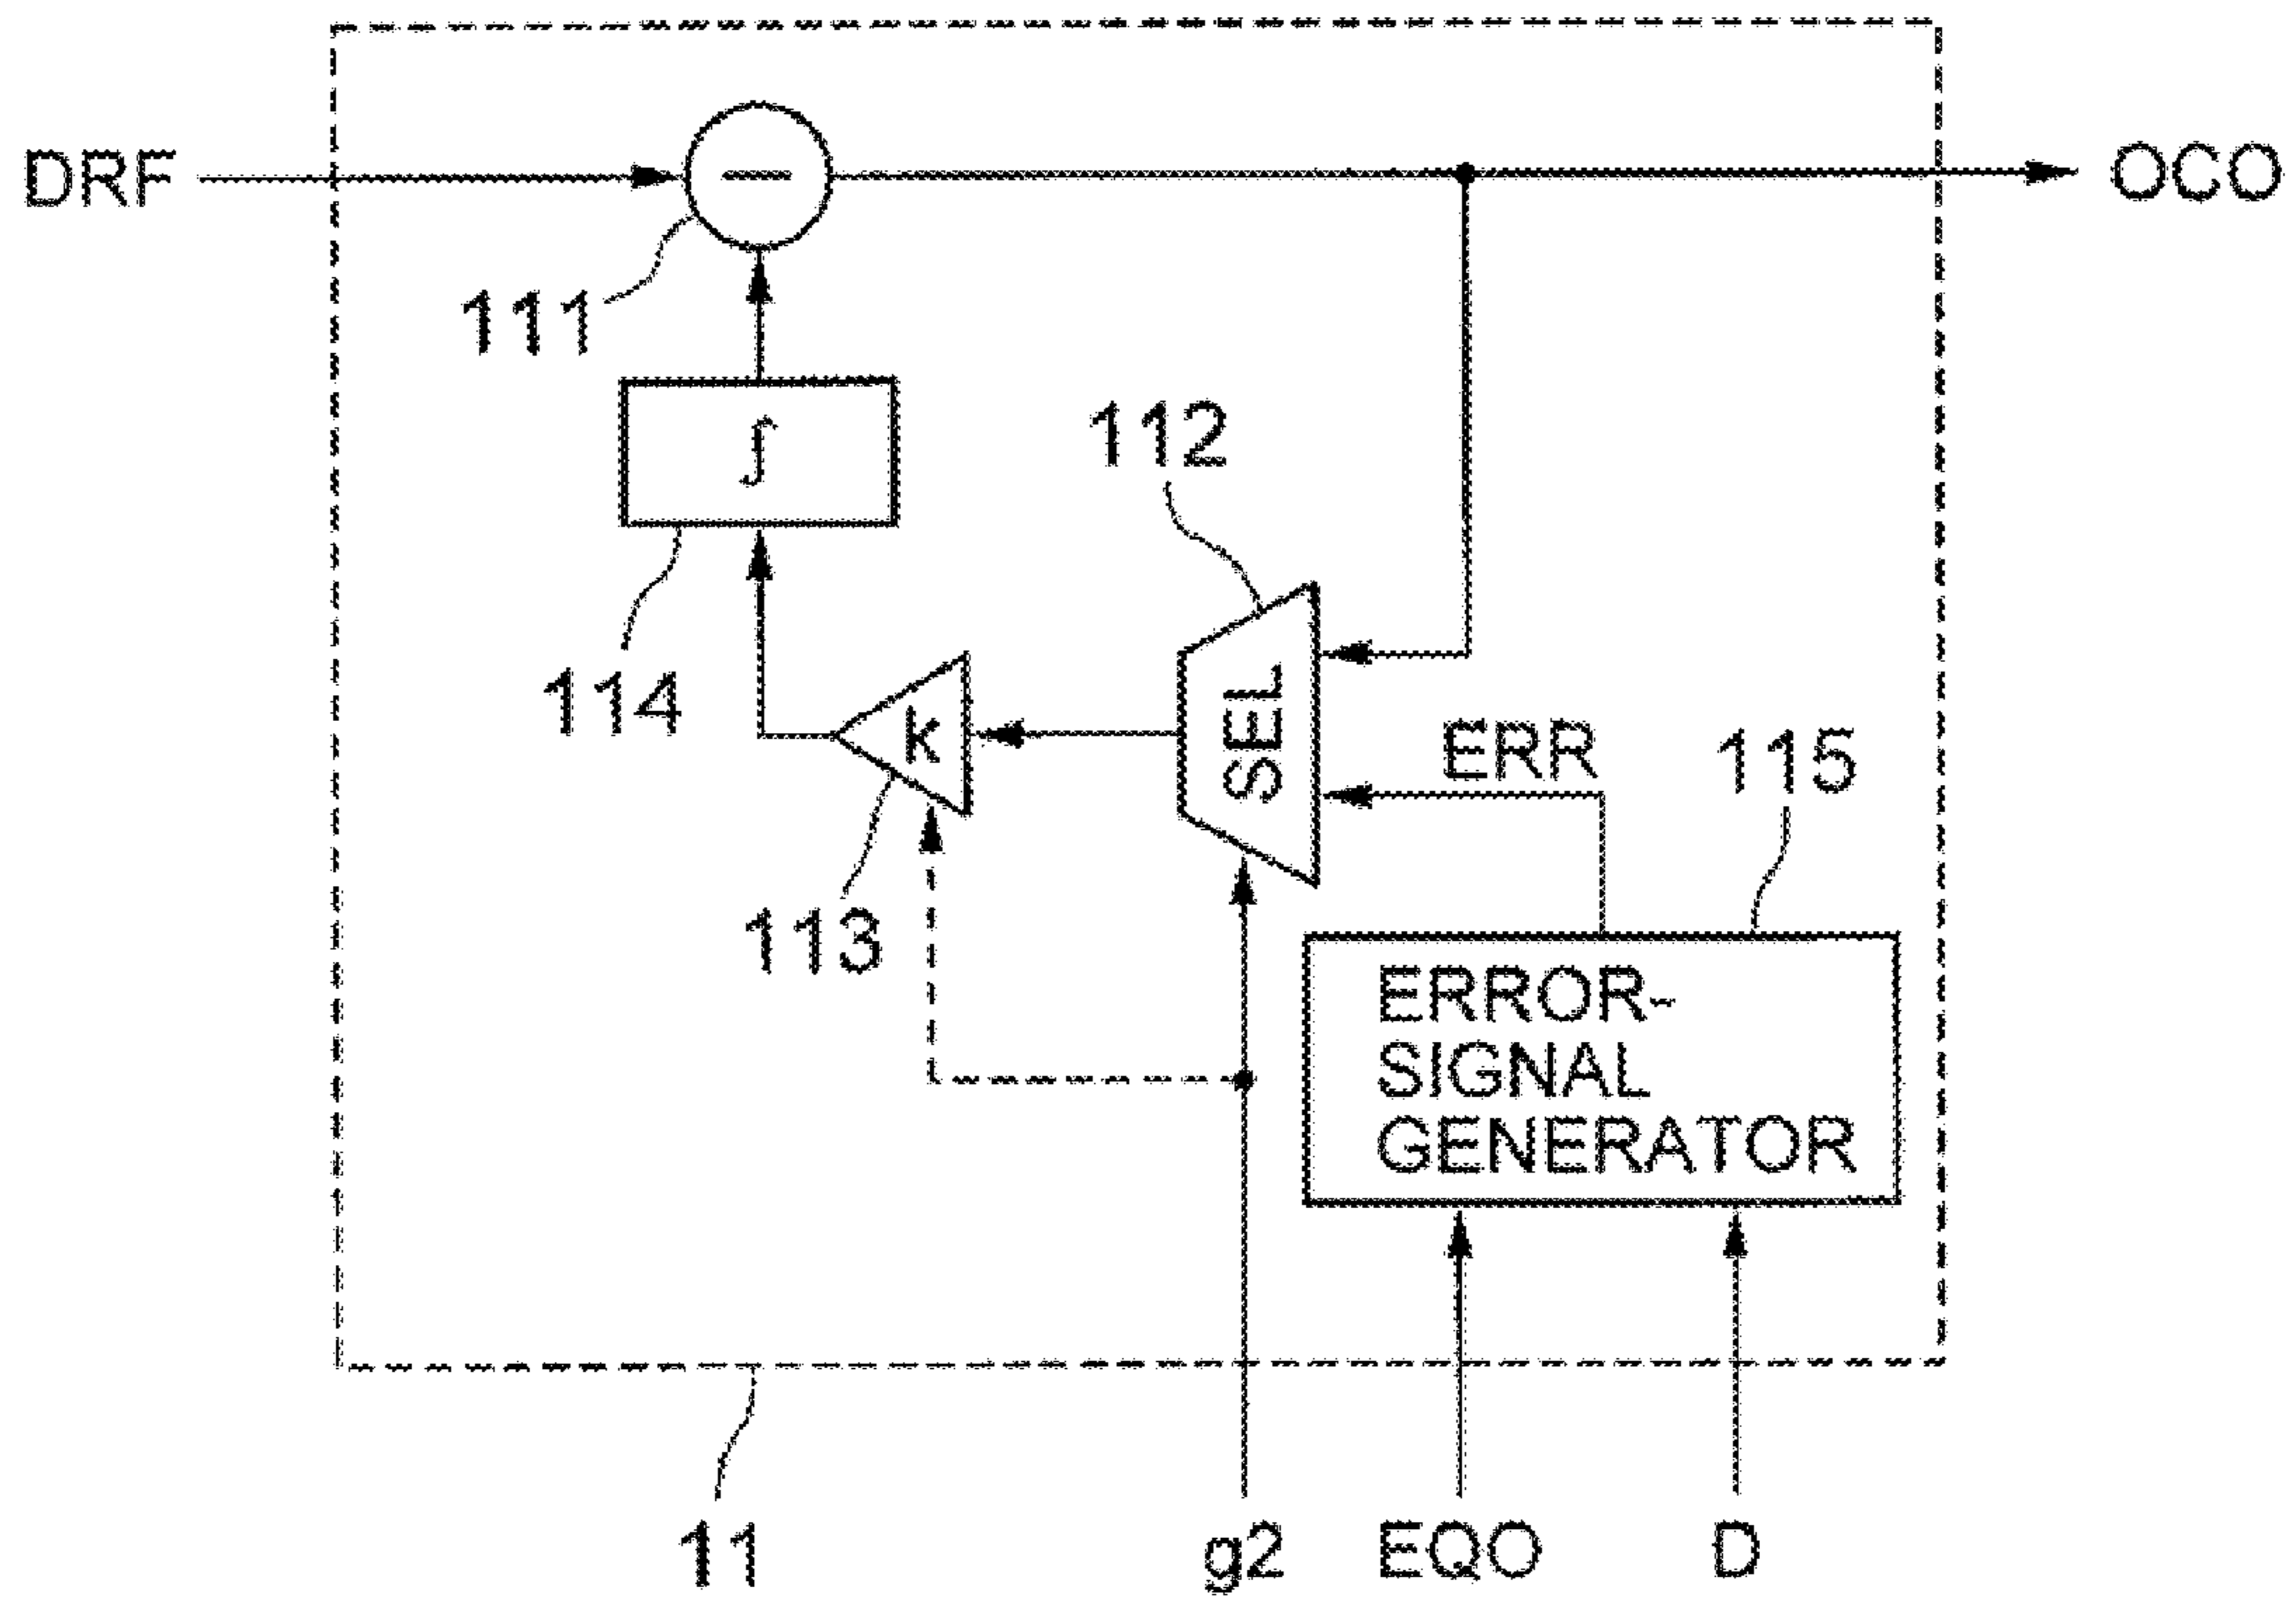 DRF
−
OCO
111
∫
112
114
k
SEL
ERR
115
113
ERROR-
SIGNAL
GENERATOR
11
g2
EQO
D